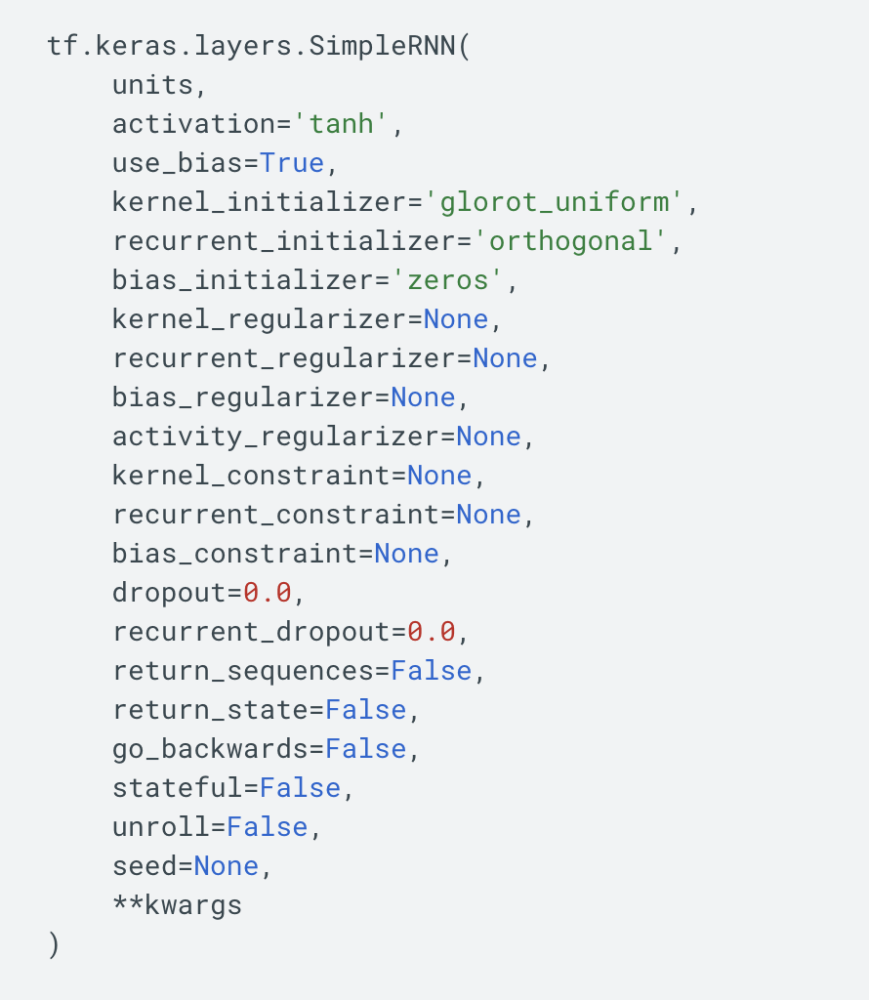 tf.keras.layers.SimpleRNN(
    units,
    activation='tanh',
    use_bias=True,
    kernel_initializer='glorot_uniform',
    recurrent_initializer='orthogonal',
    bias_initializer='zeros',
    kernel_regularizer=None,
    recurrent_regularizer=None,
    bias_regularizer=None,
    activity_regularizer=None,
    kernel_constraint=None,
    recurrent_constraint=None,
    bias_constraint=None,
    dropout=0.0,
    recurrent_dropout=0.0,
    return_sequences=False,
    return_state=False,
    go_backwards=False,
    stateful=False,
    unroll=False,
    seed=None,
    **kwargs
)